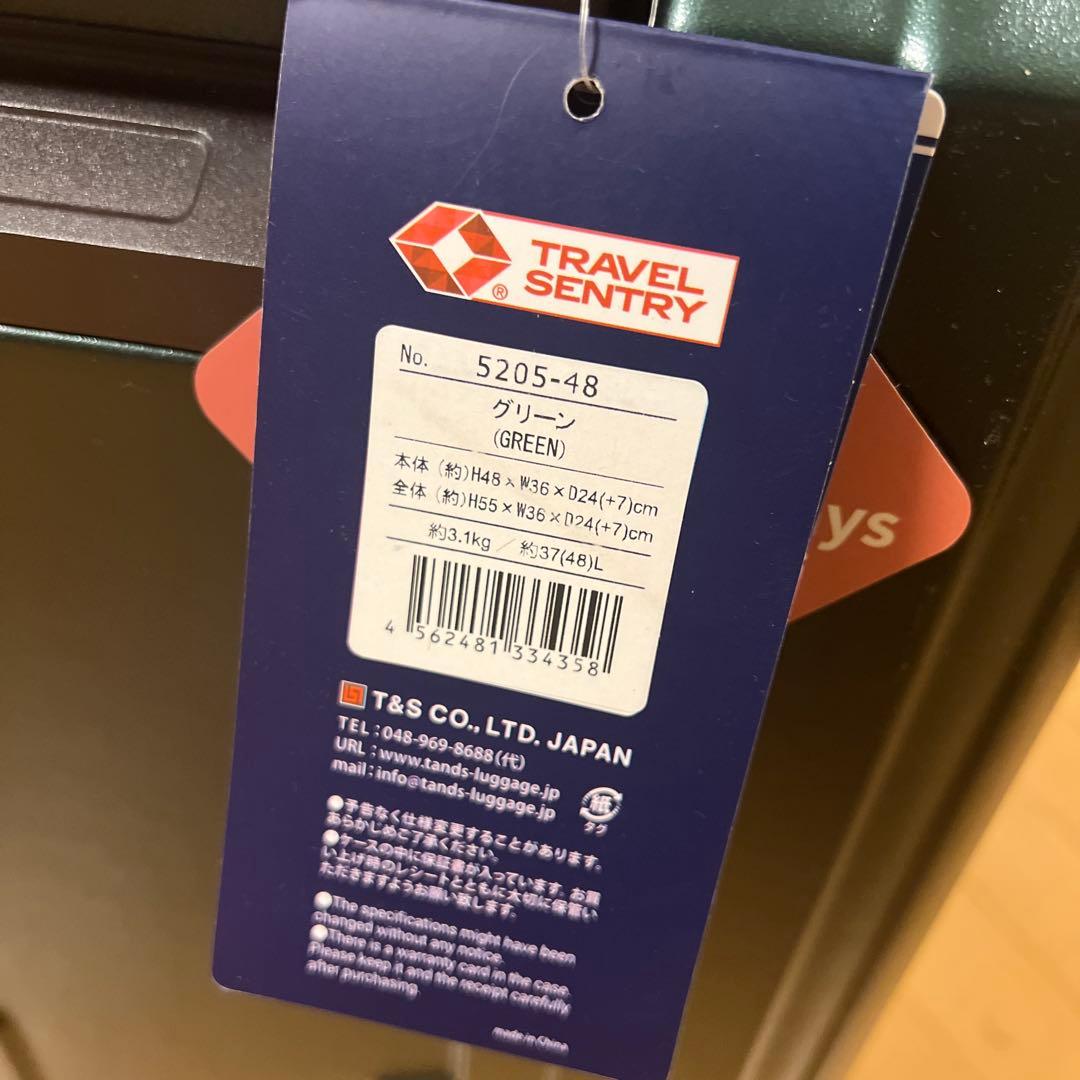 TRAVEL
SENTRY
®
No. 5205-48
グリーン
(GREEN)
本体 (約)H48×W36×D24(+7)cm
全体 (約)H55×W36×D24(+7)cm
約3.1kg / 約37(48)L
4 562481 334358
T&S CO., LTD. JAPAN
TEL:048-969-8688(代)
URL:www.tands-luggage.jp
mail:info@tands-luggage.jp
紙
タグ
●予告なく仕様変更することがあります。
あらかじめご了承ください。
●ケースの中に保証書が入っています。お買
い上げ時のレシートとともに大切に保管い
ただきますようお願い致します。
●The specifications might have been
changed without any notice.
●There is a warranty card in the case.
Please keep it and the receipt carefully
after purchasing.
made in China
ys